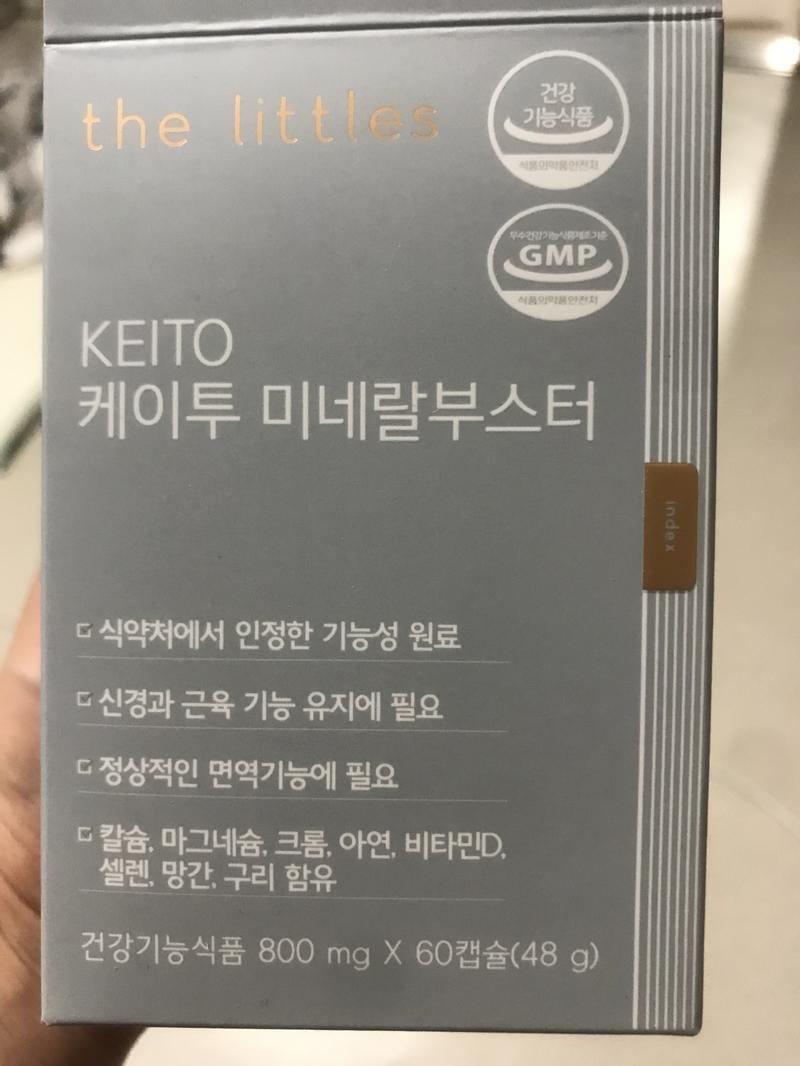 the littles
건강
기능식품
식품의약품안전처
우수건강기능식품제조기준
GMP
식품의약품안전처
KEITO
케이투 미네랄부스터
index
식약처에서 인정한 기능성 원료
신경과 근육 기능 유지에 필요
정상적인 면역기능에 필요
칼슘, 마그네슘, 크롬, 아연, 비타민D,
셀렌, 망간, 구리 함유
건강기능식품 800 mg X 60캡슐(48 g)